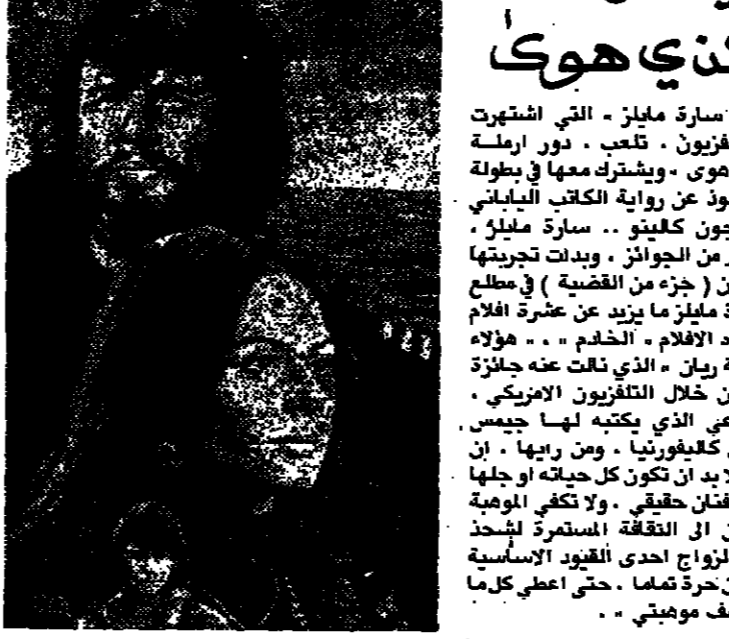 ذي هوى
سارة مايلز » التي اشتهرت
فزيون ، تلعب ، دور ارملة
هوى ، ويشترك معها في بطولة
وذ عن رواية الكاتب الياباني
جون كالينو .. سارة مايلز ،
ر من الجوائز ، وبدات تجربتها
ن ( جزء من القضية ) في مطلع
ة مايلز ما يزيد عن عشرة افلام
د الافلام « الخادم » ، « هؤلاء
ة ريان » الذي نالت عنه جائزة
ن خلال التلفزيون الامريكي ،
عي الذي يكتبه لها جيمس
كاليفورنيا . ومن رايها ، ان
لا بد ان تكون كل حياته او جلها
فنان حقيقي . ولا تكفي الموهبة
ن الى الثقافة المستمرة لشحذ
لزواج احدى القيود الاساسية
ن حرة تماما ، حتى اعطي كل ما
ف موهبتي » .